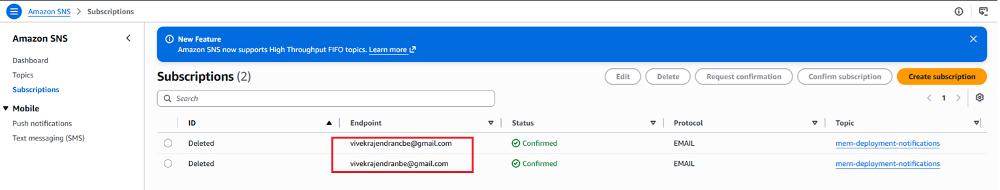 Amazon SNS > Subscriptions
Amazon SNS
Dashboard
Topics
Subscriptions
Mobile
Push notifications
Text messaging (SMS)
New Feature
Amazon SNS now supports High Throughput FIFO topics. Learn more
Subscriptions (2)
Edit
Delete
Request confirmation
Confirm subscription
Create subscription
Search
1
ID Endpoint Status Protocol Topic
Deleted vivekrajendrancbe@gmail.com Confirmed EMAIL mern-deployment-notifications
Deleted vivekrajendranbe@gmail.com Confirmed EMAIL mern-deployment-notifications